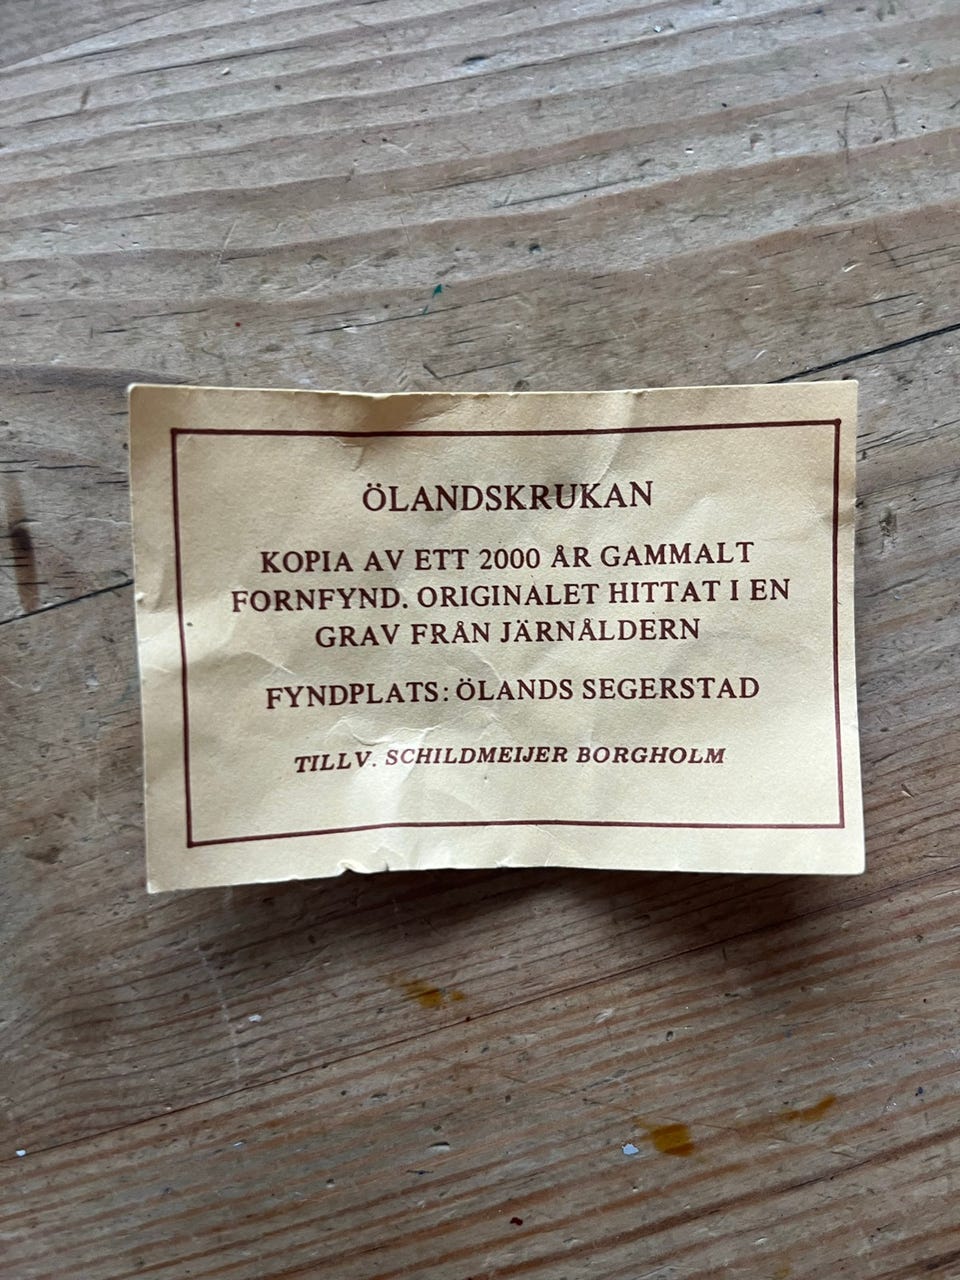 ÖLANDSKRUKAN
KOPIA AV ETT 2000 ÅR GAMMALT
FORNFYND. ORIGINALET HITTAT I EN
GRAV FRÅN JÄRNÅLDERN
FYNDPLATS: ÖLANDS SEGERSTAD
TILLV. SCHILDMEIJER BORGHOLM